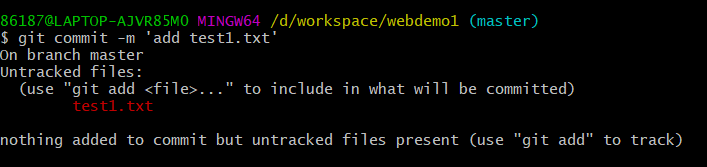 86187@LAPTOP-AJVR85MO MINGW64 /d/workspace/webdemo1 (master)
$ git commit -m 'add test1.txt'
On branch master
Untracked files:
  (use "git add <file>..." to include in what will be committed)
        test1.txt

nothing added to commit but untracked files present (use "git add" to track)